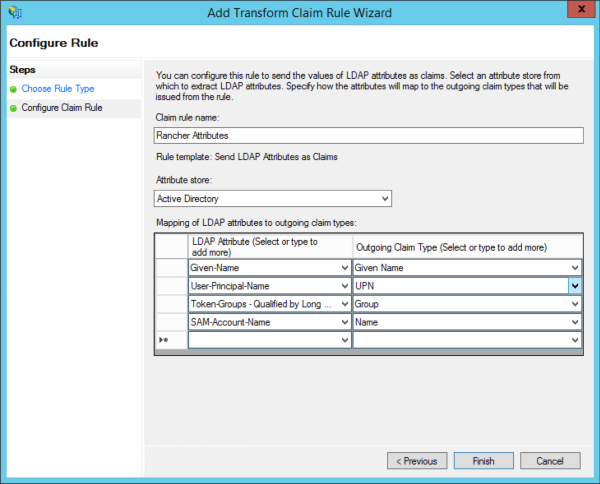 Add Transform Claim Rule Wizard
x
Configure Rule
Steps
Choose Rule Type
Configure Claim Rule
You can configure this rule to send the values of LDAP attributes as claims. Select an attribute store from
which to extract LDAP attributes. Specify how the attributes will map to the outgoing claim types that will be
issued from the rule.
Claim rule name:
Rancher Attributes
Rule template: Send LDAP Attributes as Claims
Attribute store:
Active Directory
Mapping of LDAP attributes to outgoing claim types:
LDAP Attribute (Select or type to
add more)
Outgoing Claim Type (Select or type to add more)
Given-Name Given Name
User-Principal-Name UPN
Token-Groups - Qualified by Long ... Group
SAM-Account-Name Name
< Previous Finish Cancel